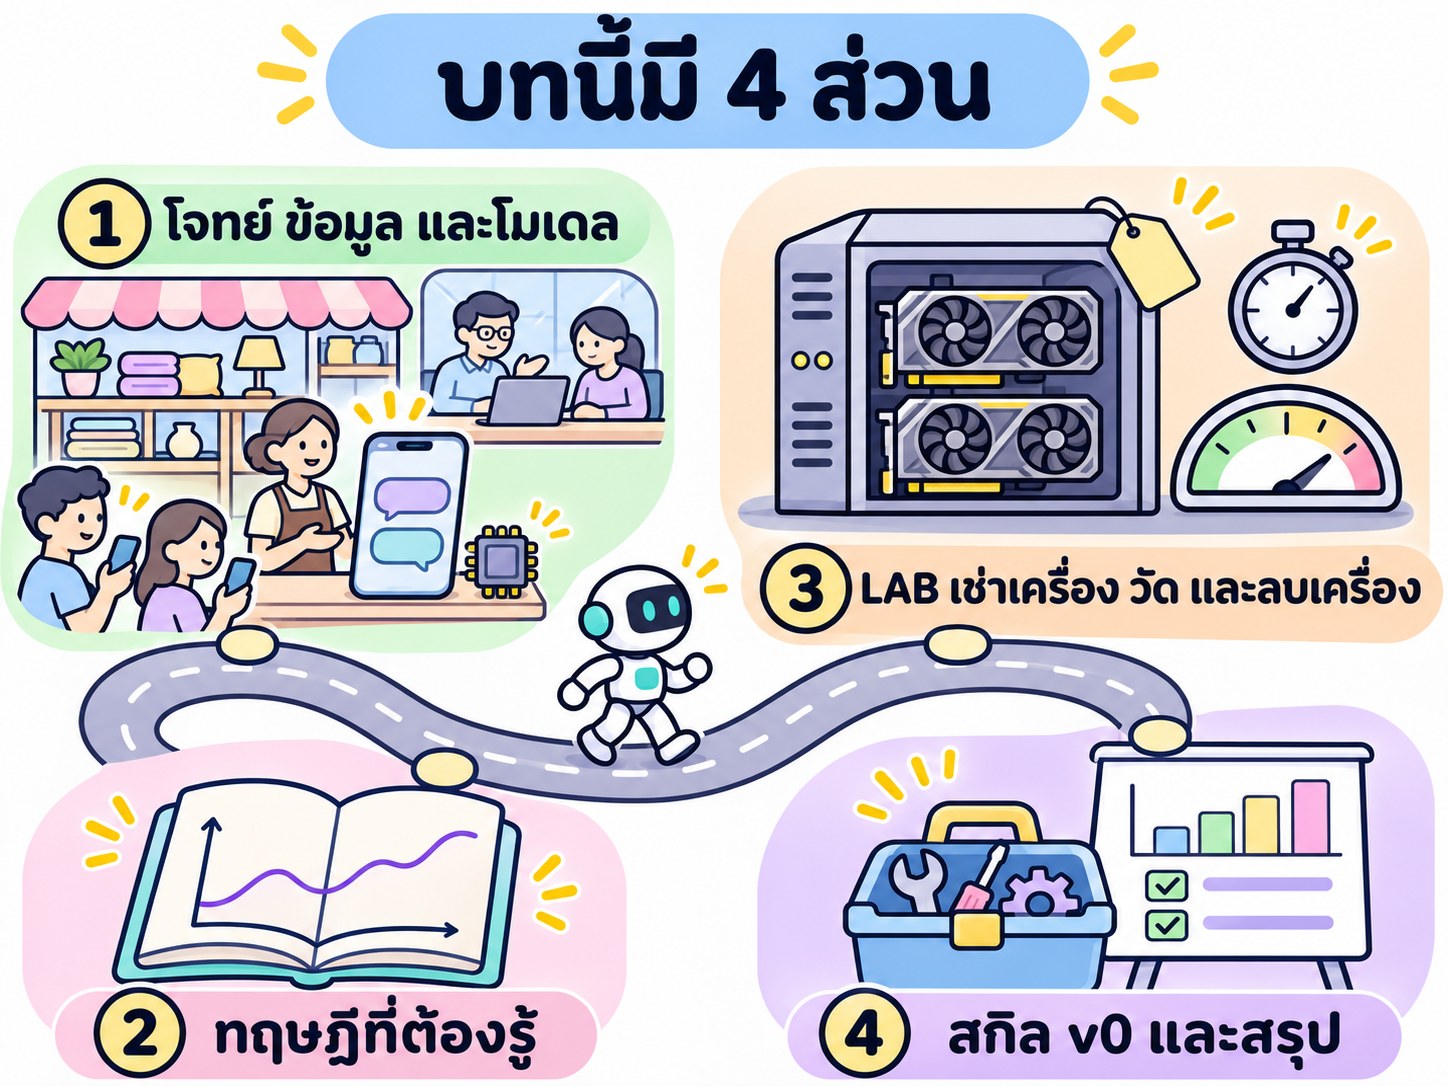 บทนี้มี 4 ส่วน
1 โจทย์ ข้อมูล และโมเดล
2 ทฤษฎีที่ต้องรู้
3 LAB เช่าเครื่อง วัด และลบเครื่อง
4 สกิล v0 และสรุป